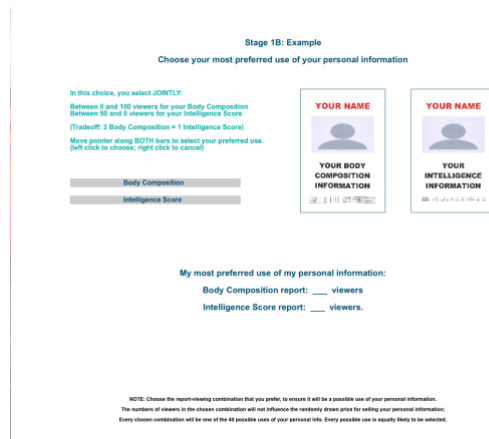 Stage 1B: Example
Choose your most preferred use of your personal information
In this choice, you select JOINTLY:
Between 0 and 100 viewers for your Body Composition
Between 50 and 0 viewers for your Intelligence Score
(Tradeoff: 2 Body Composition = 1 Intelligence Score)
Move pointer along BOTH bars to select your preferred use.
(left click to choose; right click to cancel)
Body Composition
Intelligence Score
YOUR NAME
YOUR BODY
COMPOSITION
INFORMATION
YOUR NAME
YOUR
INTELLIGENCE
INFORMATION
My most preferred use of my personal information:
Body Composition report: ___ viewers
Intelligence Score report: ___ viewers.
NOTE: Choose the report-viewing combination that you prefer, to ensure it will be a possible use of your personal information.
The numbers of viewers in the chosen combination will not influence the randomly drawn price for selling your personal information;
Every chosen combination will be one of the 40 possible uses of your personal info. Every possible use is equally likely to be selected.